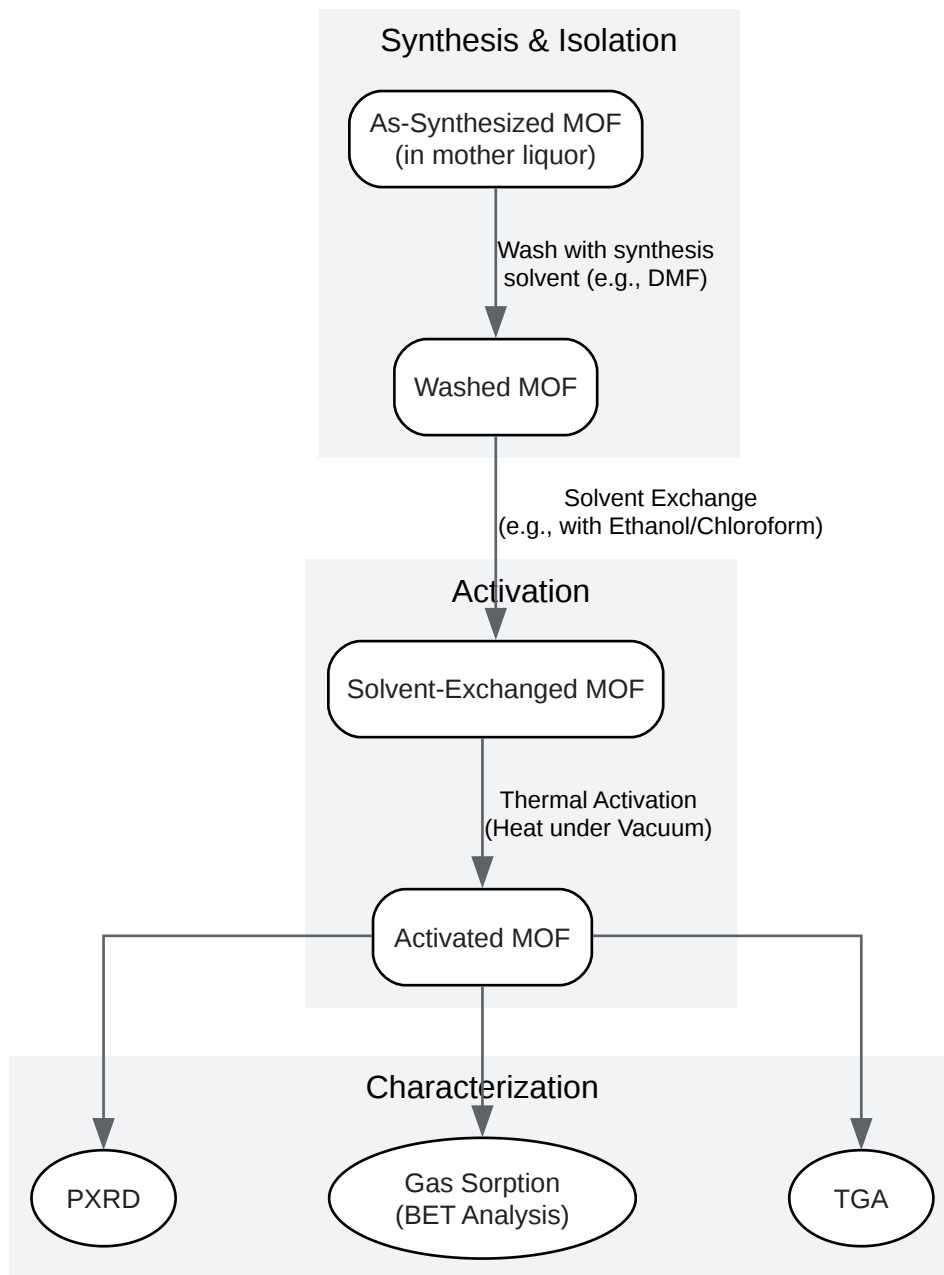 Synthesis & Isolation
As-Synthesized MOF
(in mother liquor)
Wash with synthesis
solvent (e.g., DMF)
Washed MOF
Solvent Exchange
(e.g., with Ethanol/Chloroform)
Activation
Solvent-Exchanged MOF
Thermal Activation
(Heat under Vacuum)
Activated MOF
Characterization
PXRD
Gas Sorption
(BET Analysis)
TGA